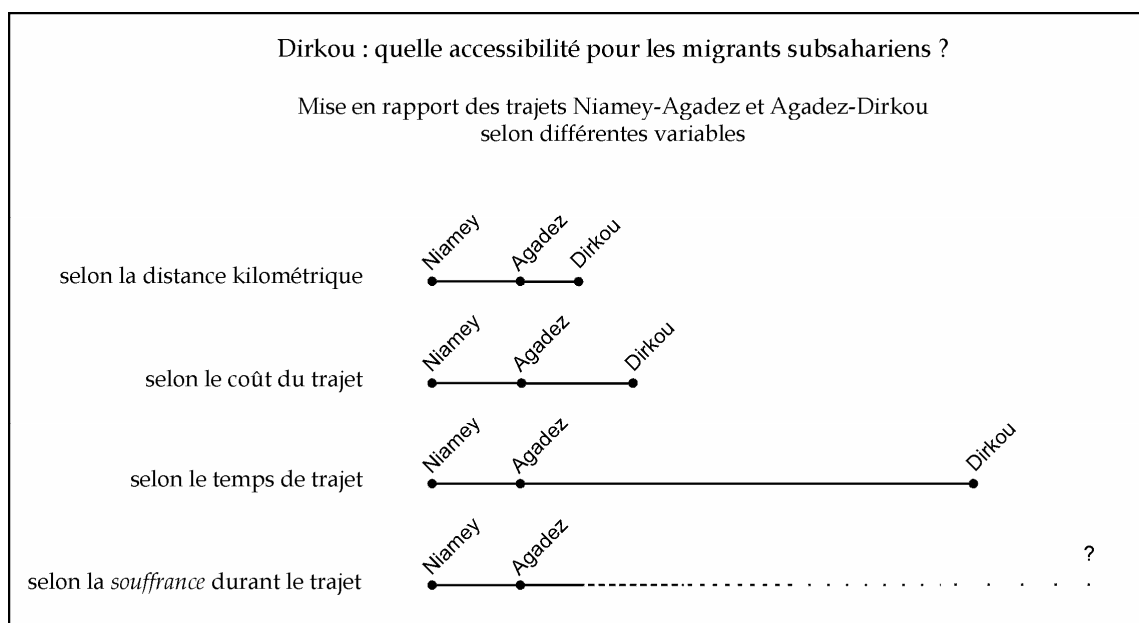 Dirkou : quelle accessibilité pour les migrants subsahariens ?
Mise en rapport des trajets Niamey-Agadez et Agadez-Dirkou
selon différentes variables
Niamey Agadez Dirkou
selon la distance kilométrique
Niamey Agadez Dirkou
selon le coût du trajet
Niamey Agadez Dirkou
selon le temps de trajet
Niamey Agadez ?
selon la souffrance durant le trajet